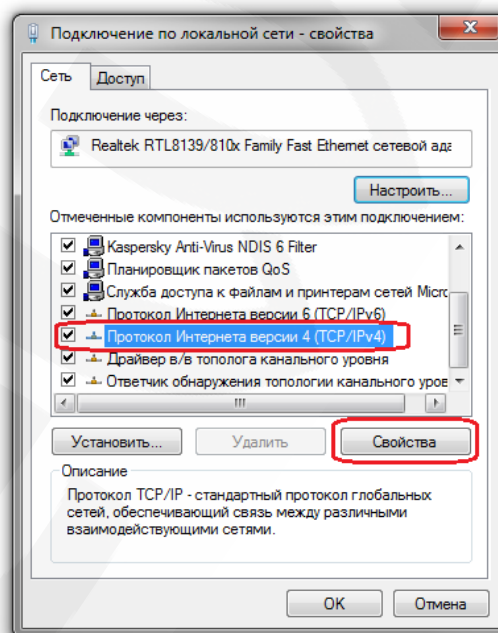 Подключение по локальной сети - свойства
Сеть
Доступ
Подключение через:
Realtek RTL8139/810x Family Fast Ethernet сетевой ада
Настроить...
Отмеченные компоненты используются этим подключением:
Kaspersky Anti-Virus NDIS 6 Filter
Планировщик пакетов QoS
Служба доступа к файлам и принтерам сетей Micro
Протокол Интернета версии 6 (TCP/IPv6)
Протокол Интернета версии 4 (TCP/IPv4)
Драйвер в/в тополога канального уровня
Ответчик обнаружения топологии канального уров
Установить...
Удалить
Свойства
Описание
Протокол TCP/IP - стандартный протокол глобальных
сетей, обеспечивающий связь между различными
взаимодействующими сетями.
OK
Отмена